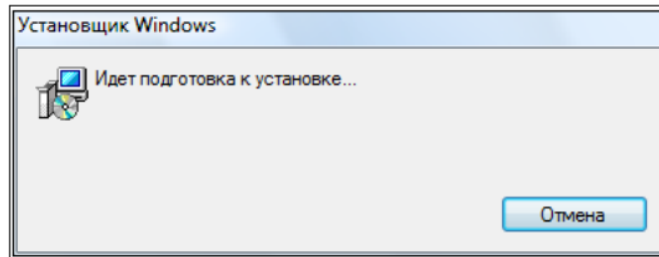 Установщик Windows
Идет подготовка к установке...
Отмена